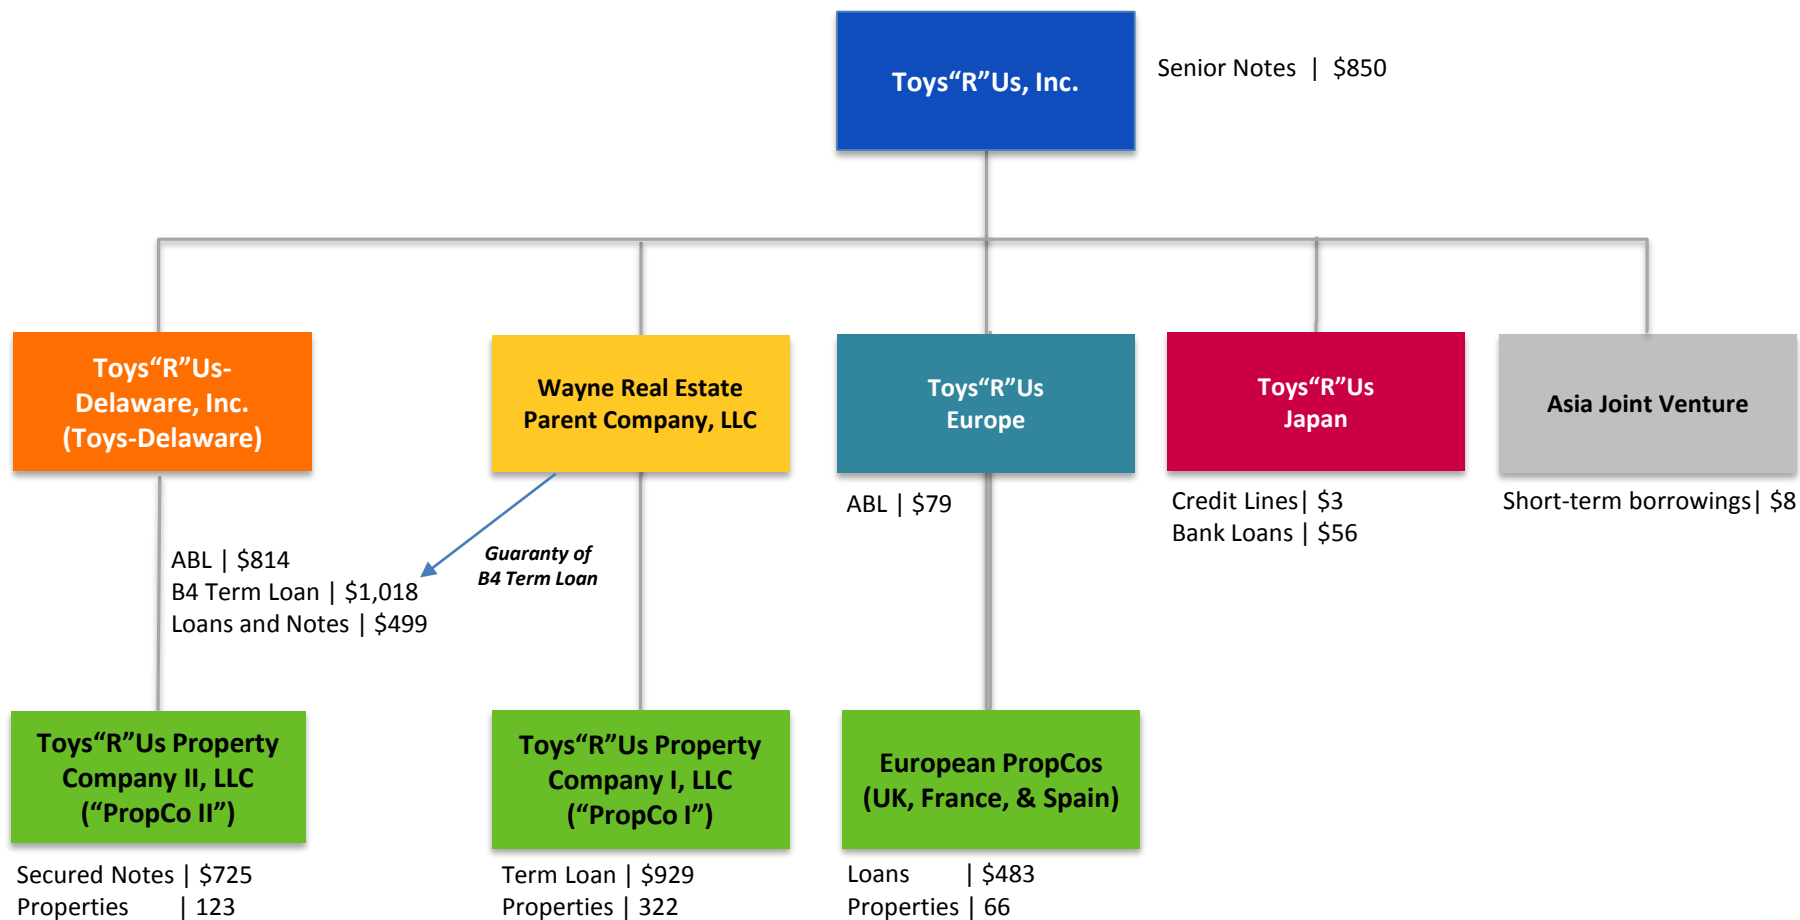 Toys“R”Us, Inc.
Senior Notes | $850
Toys“R”Us-
Delaware, Inc.
(Toys-Delaware)
Wayne Real Estate
Parent Company, LLC
Toys“R”Us
Europe
Toys“R”Us
Japan
Asia Joint Venture
ABL | $814
B4 Term Loan | $1,018
Loans and Notes | $499
Guaranty of
B4 Term Loan
ABL | $79
Credit Lines| $3
Bank Loans | $56
Short-term borrowings| $8
Toys“R”Us Property
Company II, LLC
(“PropCo II”)
Toys“R”Us Property
Company I, LLC
(“PropCo I”)
European PropCos
(UK, France, & Spain)
Secured Notes | $725
Properties | 123
Term Loan | $929
Properties | 322
Loans | $483
Properties | 66